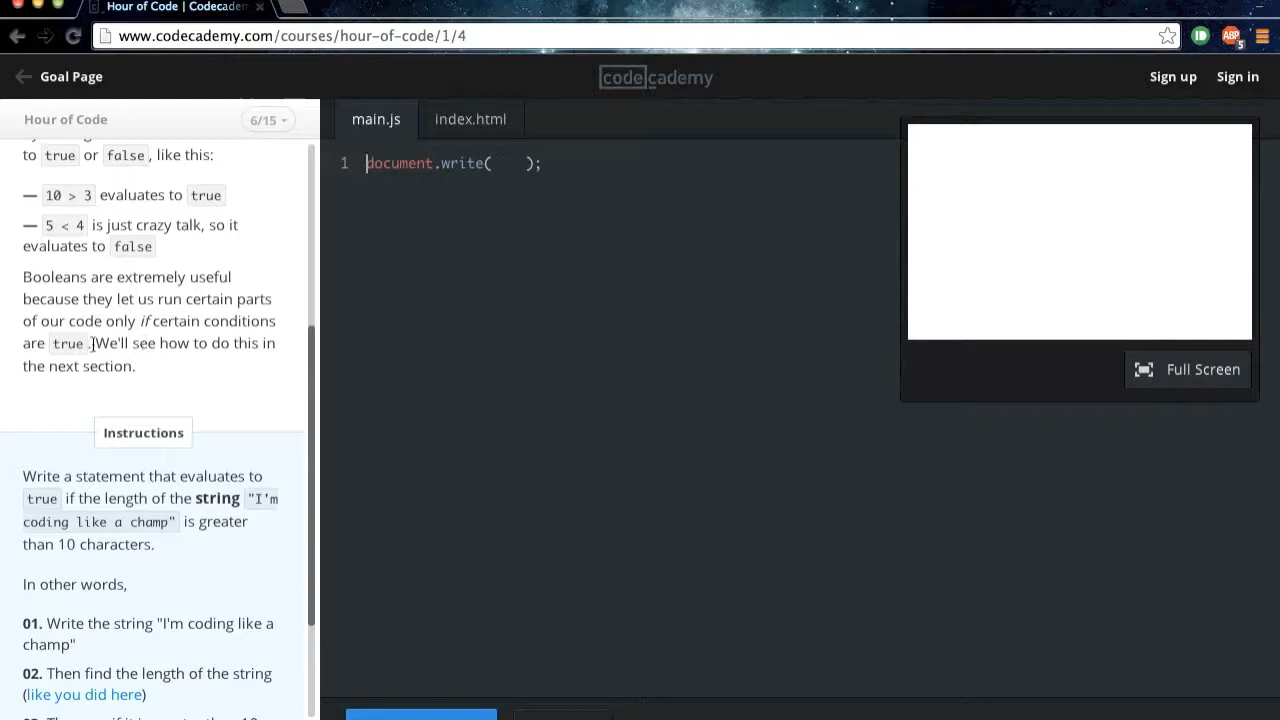 Hour of Code | Codecadem
www.codecademy.com/courses/hour-of-code/1/4
ABP
5
Goal Page
codecademy
Sign up
Sign in
Hour of Code
6/15
to true or false, like this:
— 10 > 3 evaluates to true
— 5 < 4 is just crazy talk, so it
evaluates to false
Booleans are extremely useful
because they let us run certain parts
of our code only if certain conditions
are true. We'll see how to do this in
the next section.
Instructions
Write a statement that evaluates to
true if the length of the string "I'm
coding like a champ" is greater
than 10 characters.
In other words,
01. Write the string "I'm coding like a
champ"
02. Then find the length of the string
(like you did here)
main.js
index.html
1 document.write(    );
Full Screen